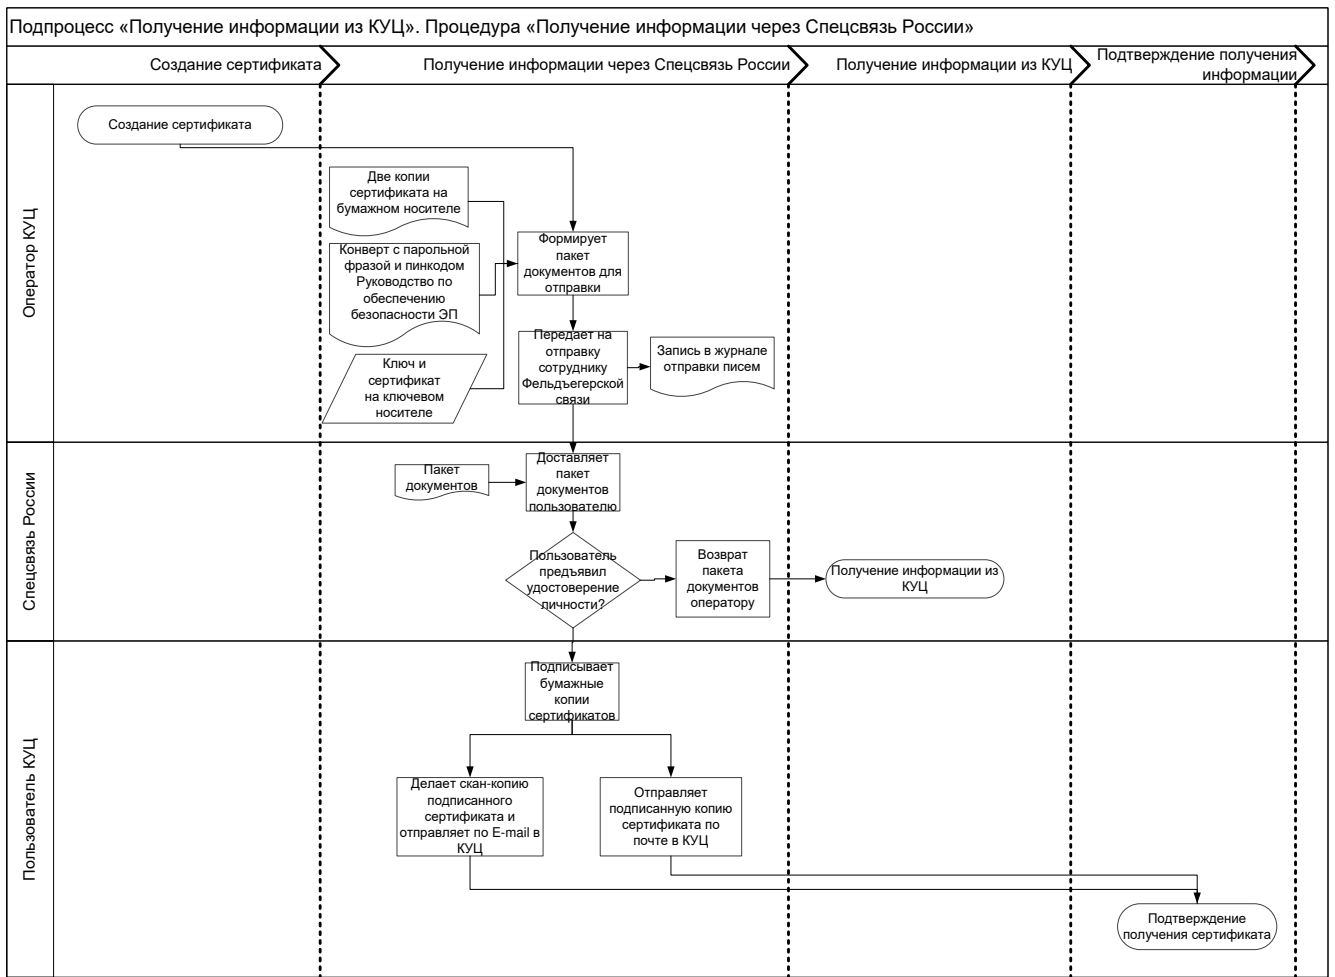 Подпроцесс «Получение информации из КУЦ». Процедура «Получение информации через Спецсвязь России»
Создание сертификата
Получение информации через Спецсвязь России
Получение информации из КУЦ
Подтверждение получения
информации
Оператор КУЦ
Создание сертификата
Две копии
сертификата на
бумажном носителе
Конверт с парольной
фразой и пинкодом
Руководство по
обеспечению
безопасности ЭП
Ключ и
сертификат
на ключевом
носителе
Формирует
пакет
документов для
отправки
Передает на
отправку
сотруднику
Фельдъегерской
связи
Запись в журнале
отправки писем
Спецсвязь России
Пакет
документов
Доставляет
пакет
документов
пользователю
Пользователь
предъявил
удостоверение
личности?
Возврат
пакета
документов
оператору
Получение информации из
КУЦ
Пользователь КУЦ
Подписывает
бумажные
копии
сертификатов
Делает скан-копию
подписанного
сертификата и
отправляет по E-mail в
КУЦ
Отправляет
подписанную копию
сертификата по
почте в КУЦ
Подтверждение
получения сертификата